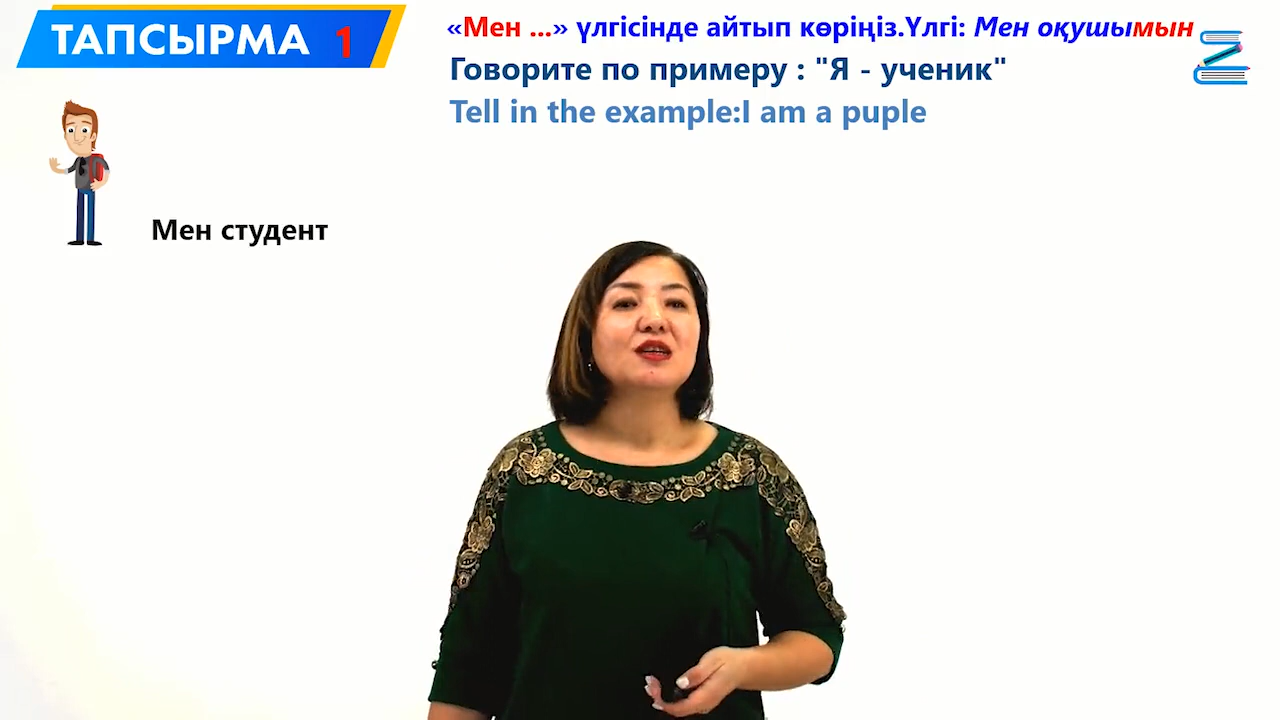 ТАПСЫРМА 1
«Мен ...» үлгісінде айтып көріңіз.Үлгі: Мен оқушымын
Говорите по примеру : "Я - ученик"
Tell in the example:I am a puple
Мен студент